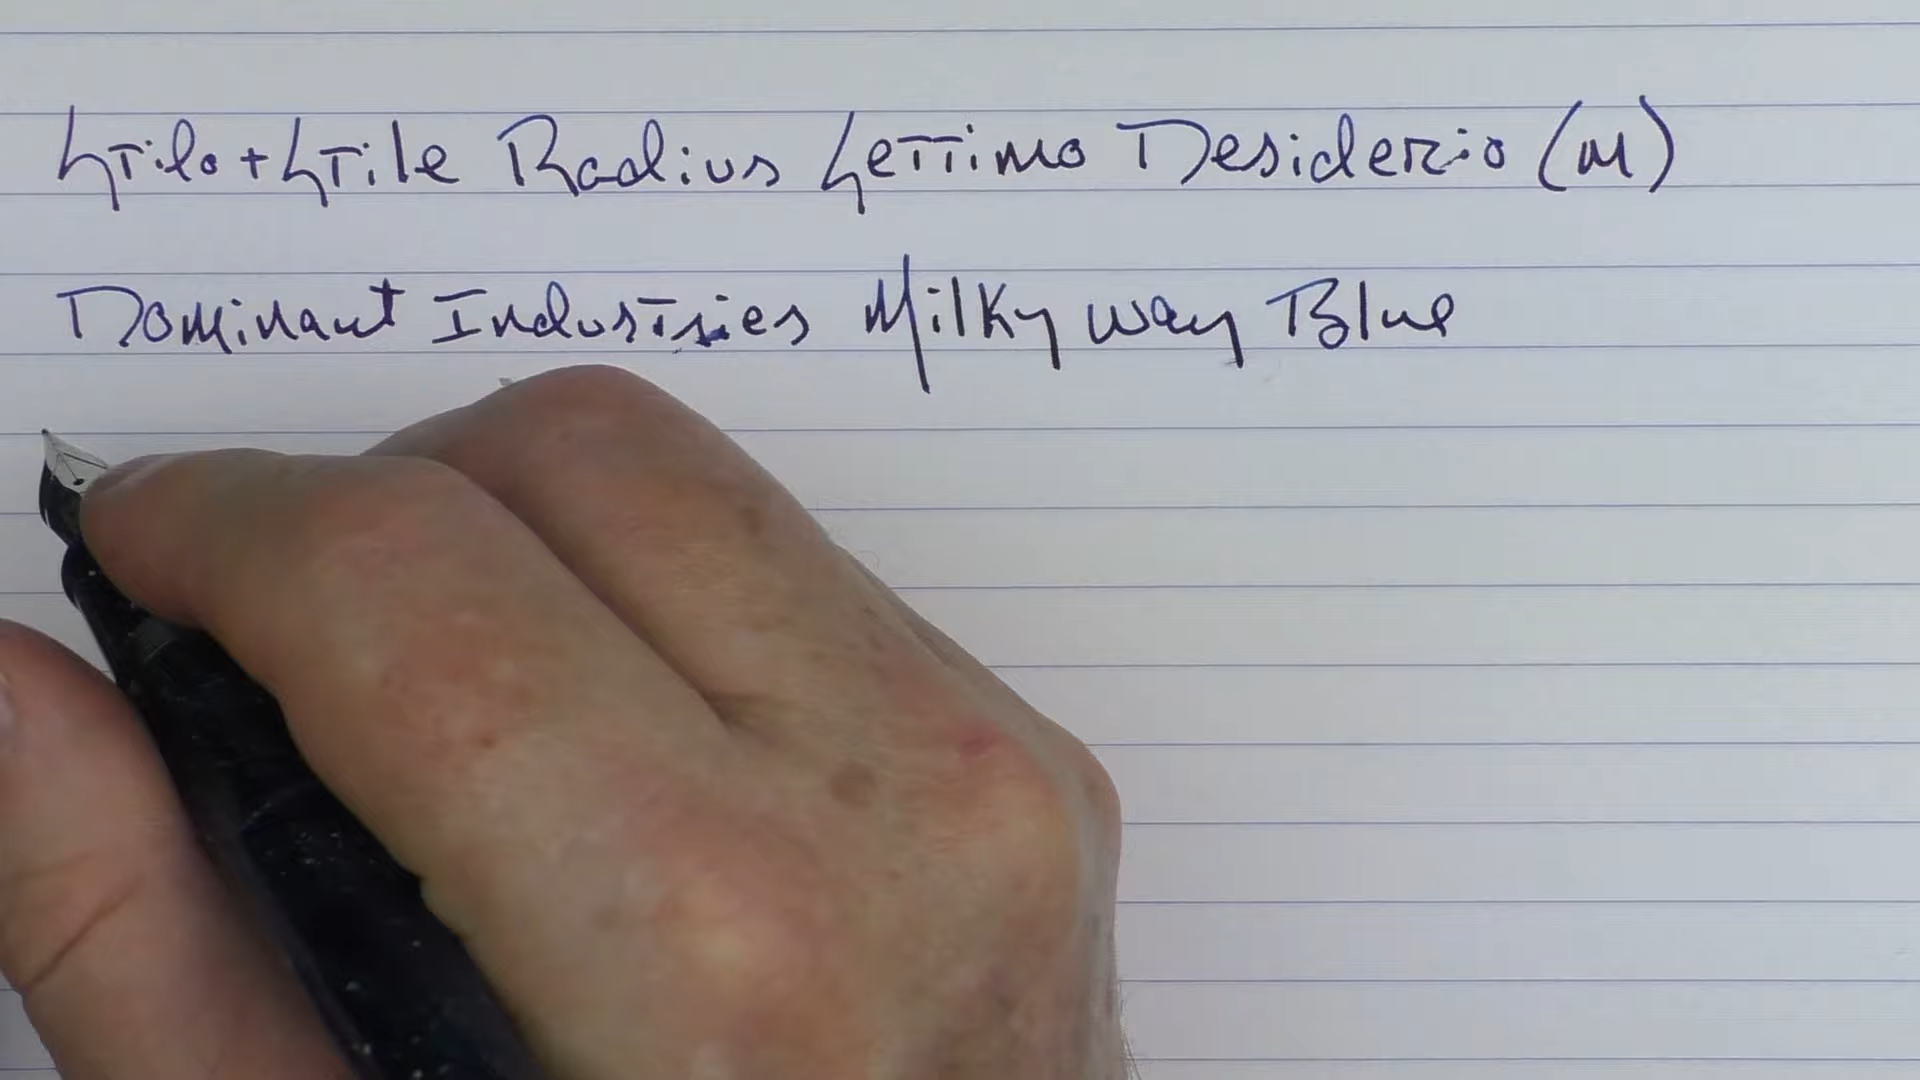 Stilo + Stile Radius Settimo Desiderio (M)
Dominant Industries Milky Way Blue